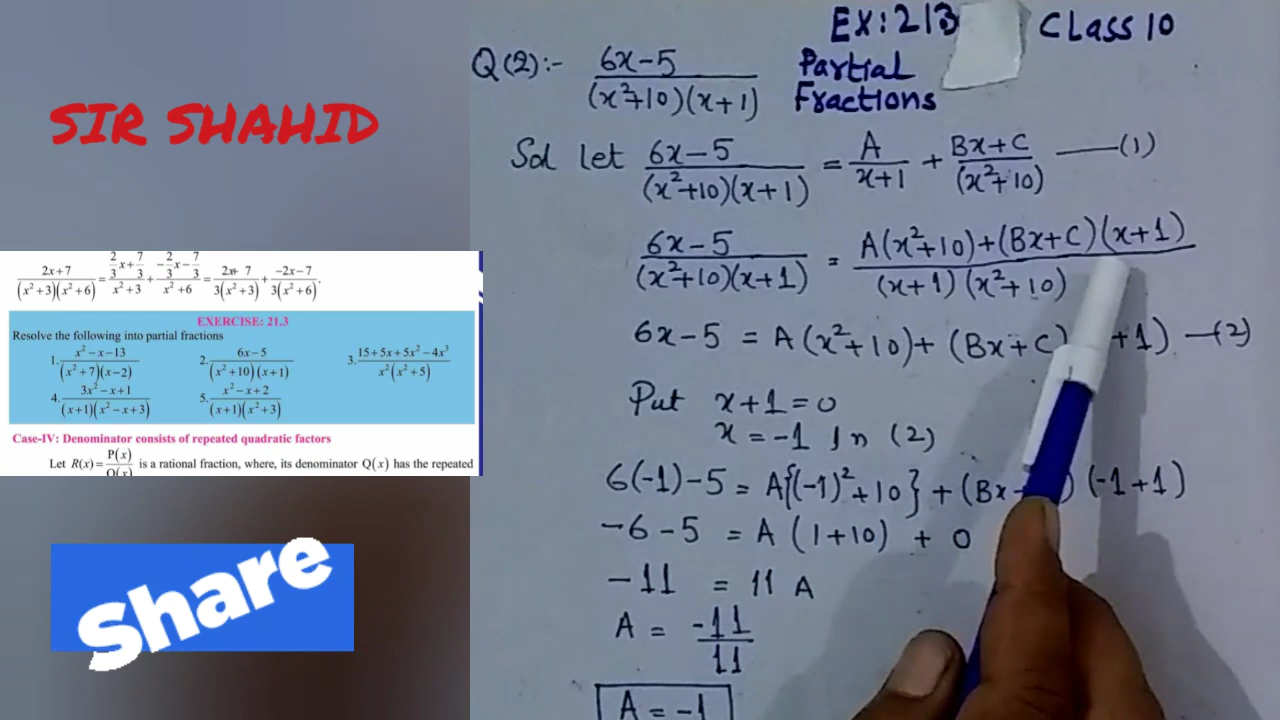 SIR SHAHID
2x+7/((x²+3)(x²+6)) = (2/3 x + 7/3)/(x²+3) + (-2/3 x - 7/3)/(x²+6) = (2x+7)/(3(x²+3)) + (-2x-7)/(3(x²+6)).
EXERCISE: 21.3
Resolve the following into partial fractions
1. (x²-x-13)/((x²+7)(x-2)) 2. (6x-5)/((x²+10)(x+1)) 3. (15+5x+5x²-4x³)/(x²(x²+5))
4. (3x²-x+1)/((x+1)(x²-x+3)) 5. (x²-x+2)/((x+1)(x²+3))
Case-IV: Denominator consists of repeated quadratic factors
Let R(x)= P(x)/Q(x) is a rational fraction, where, its denominator Q(x) has the repeated
Share
EX:213 Class 10
Q(2):- (6x-5)/((x²+10)(x+1)) Partial Fractions
Sol let (6x-5)/((x²+10)(x+1)) = A/(x+1) + (Bx+C)/(x²+10) —(1)
(6x-5)/((x²+10)(x+1)) = (A(x²+10)+(Bx+C)(x+1))/((x+1)(x²+10))
6x-5 = A(x²+10)+(Bx+C) +1) —(2)
Put x+1=0
x=-1 In (2)
6(-1)-5 = A{(-1)²+10} + (Bx+ ) (-1+1)
-6-5 = A(1+10) + 0
-11 = 11 A
A = -11/11
A = -1